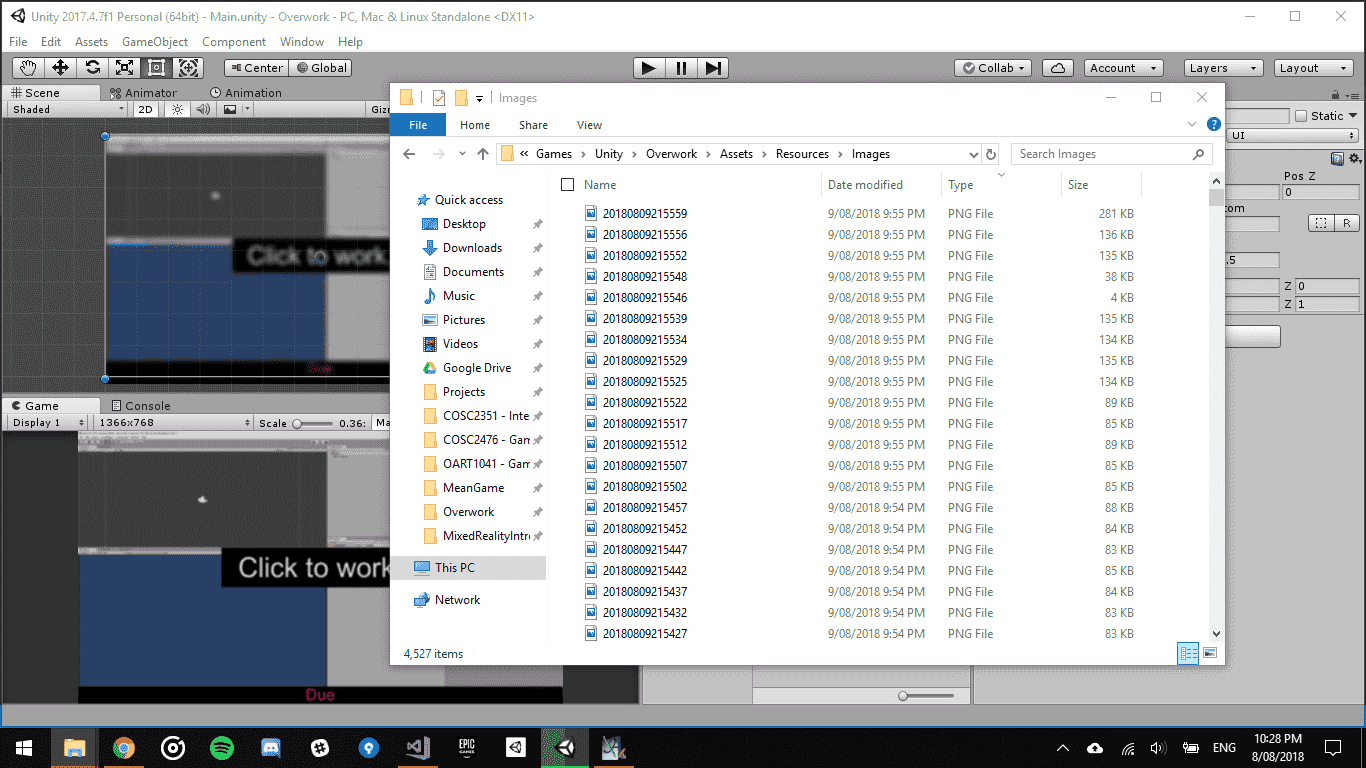 Unity 2017.4.7f1 Personal (64bit) - Main.unity - Overwork - PC, Mac & Linux Standalone <DX11>
File Edit Assets GameObject Component Window Help
Center Global Collab Account Layers Layout
Scene Animator Animation
Shaded 2D Giz
Static
UI
Pos Z
0
R
.5
Z 0
Z 1
Click to work
Due
Game Console
Display 1 1366x768 Scale 0.36: Ma
Click to work
Due
Images
File Home Share View
« Games Unity Overwork Assets Resources Images Search Images
Quick access
Desktop
Downloads
Documents
Music
Pictures
Videos
Google Drive
Projects
COSC2351 - Inte
COSC2476 - Gam
OART1041 - Gam
MeanGame
Overwork
MixedRealityIntr
This PC
Network
Name Date modified Type Size
20180809215559 9/08/2018 9:55 PM PNG File 281 KB
20180809215556 9/08/2018 9:55 PM PNG File 136 KB
20180809215552 9/08/2018 9:55 PM PNG File 135 KB
20180809215548 9/08/2018 9:55 PM PNG File 38 KB
20180809215546 9/08/2018 9:55 PM PNG File 4 KB
20180809215539 9/08/2018 9:55 PM PNG File 135 KB
20180809215534 9/08/2018 9:55 PM PNG File 134 KB
20180809215529 9/08/2018 9:55 PM PNG File 135 KB
20180809215525 9/08/2018 9:55 PM PNG File 134 KB
20180809215522 9/08/2018 9:55 PM PNG File 89 KB
20180809215517 9/08/2018 9:55 PM PNG File 85 KB
20180809215512 9/08/2018 9:55 PM PNG File 89 KB
20180809215507 9/08/2018 9:55 PM PNG File 85 KB
20180809215502 9/08/2018 9:55 PM PNG File 85 KB
20180809215457 9/08/2018 9:54 PM PNG File 88 KB
20180809215452 9/08/2018 9:54 PM PNG File 84 KB
20180809215447 9/08/2018 9:54 PM PNG File 83 KB
20180809215442 9/08/2018 9:54 PM PNG File 85 KB
20180809215437 9/08/2018 9:54 PM PNG File 84 KB
20180809215432 9/08/2018 9:54 PM PNG File 83 KB
20180809215427 9/08/2018 9:54 PM PNG File 83 KB
4,527 items
EPIC GAMES
ENG
10:28 PM
8/08/2018